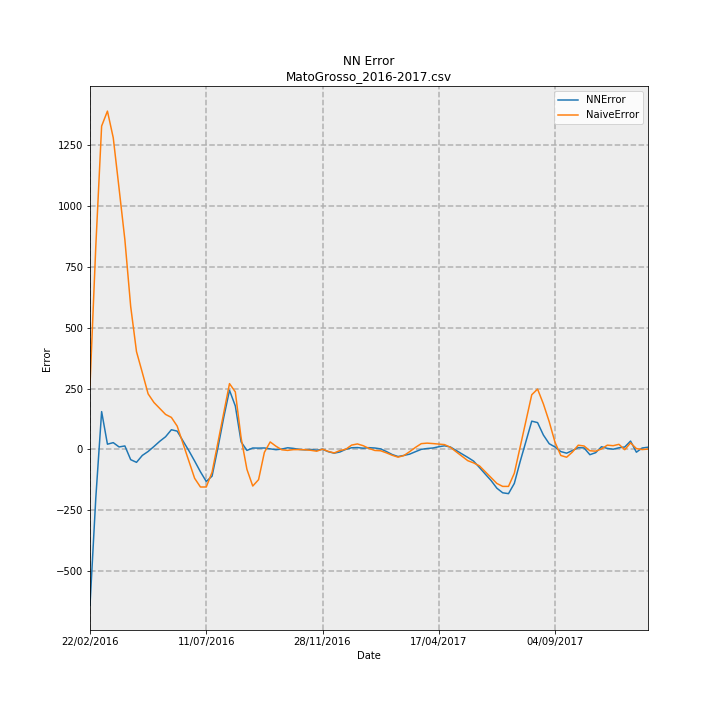 NN Error
MatoGrosso_2016-2017.csv
NNError
NaiveError
1250
1000
750
500
250
0
−250
−500
Error
22/02/2016
11/07/2016
28/11/2016
17/04/2017
04/09/2017
Date